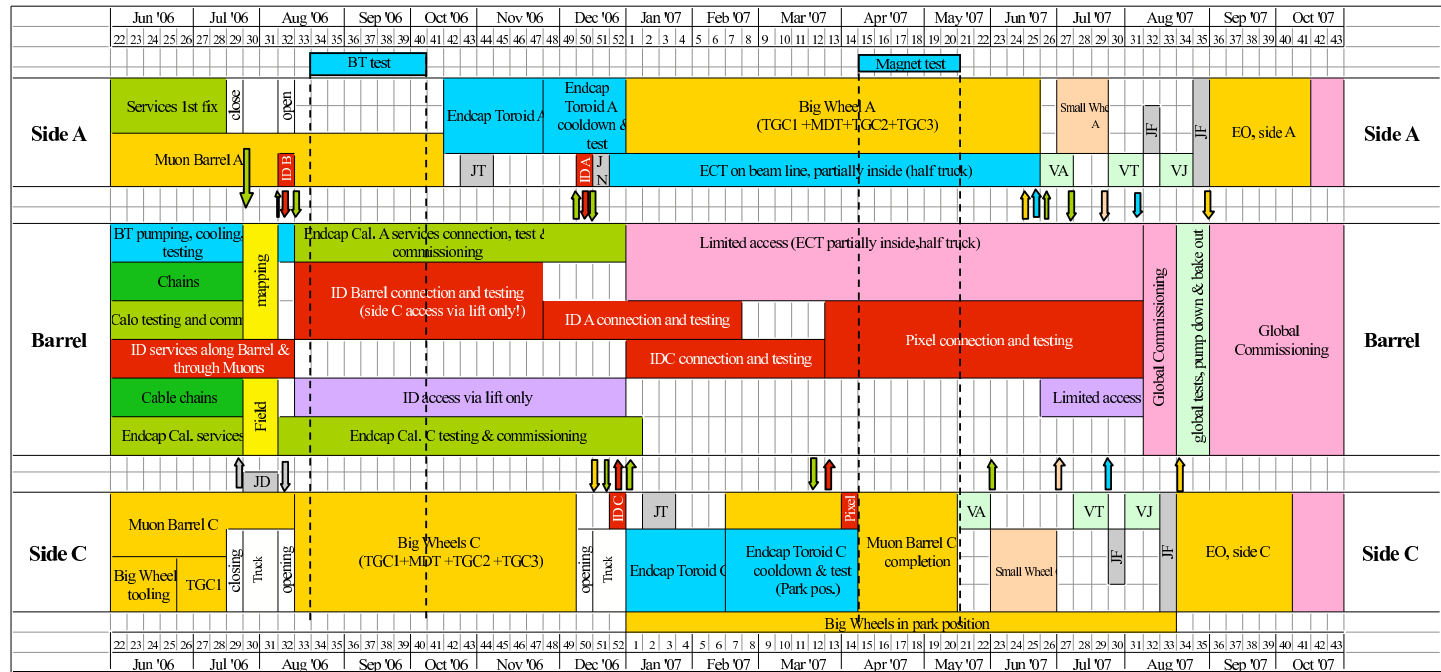 Jun '06 Jul '06 Aug '06 Sep '06 Oct '06 Nov '06 Dec '06 Jan '07 Feb '07 Mar '07 Apr '07 May '07 Jun '07 Jul '07 Aug '07 Sep '07 Oct '07
22 23 24 25 26 27 28 29 30 31 32 33 34 35 36 37 38 39 40 41 42 43 44 45 46 47 48 49 50 51 52 1 2 3 4 5 6 7 8 9 10 11 12 13 14 15 16 17 18 19 20 21 22 23 24 25 26 27 28 29 30 31 32 33 34 35 36 37 38 39 40 41 42 43
BT test
Magnet test
Side A
Services 1st fix
close
open
Endcap Toroid A
Endcap
Toroid A
cooldown &
test
Big Wheel A
(TGC1 +MDT+TGC2+TGC3)
Small Whe
A
JF
JF
EO, side A
Side A
Muon Barrel A
ID B
JT
ID A
J
N
ECT on beam line, partially inside (half truck)
VA
VT
VJ
Barrel
BT pumping, cooling,
testing
mapping
Endcap Cal. A services connection, test &
commissioning
Limited access (ECT partially inside,half truck)
Global Commissioning
global tests, pump down & bake out
Global
Commissioning
Barrel
Chains
ID Barrel connection and testing
(side C access via lift only!)
Calo testing and comm
ID A connection and testing
Pixel connection and testing
ID services along Barrel &
through Muons
IDC connection and testing
Cable chains
Field
ID access via lift only
Limited access
Endcap Cal. services
Endcap Cal. C testing & commissioning
JD
Side C
Muon Barrel C
ID C
JT
Pixel
VA
VT
VJ
JF
JF
EO, side C
Side C
Big Wheel
tooling
TGC1
closing
Truck
opening
Big Wheels C
(TGC1+MDT +TGC2 +TGC3)
opening
Truck
Endcap Toroid C
Endcap Toroid C
cooldown & test
(Park pos.)
Muon Barrel C
completion
Small Wheel
Big Wheels in park position
22 23 24 25 26 27 28 29 30 31 32 33 34 35 36 37 38 39 40 41 42 43 44 45 46 47 48 49 50 51 52 1 2 3 4 5 6 7 8 9 10 11 12 13 14 15 16 17 18 19 20 21 22 23 24 25 26 27 28 29 30 31 32 33 34 35 36 37 38 39 40 41 42 43
Jun '06 Jul '06 Aug '06 Sep '06 Oct '06 Nov '06 Dec '06 Jan '07 Feb '07 Mar '07 Apr '07 May '07 Jun '07 Jul '07 Aug '07 Sep '07 Oct '07